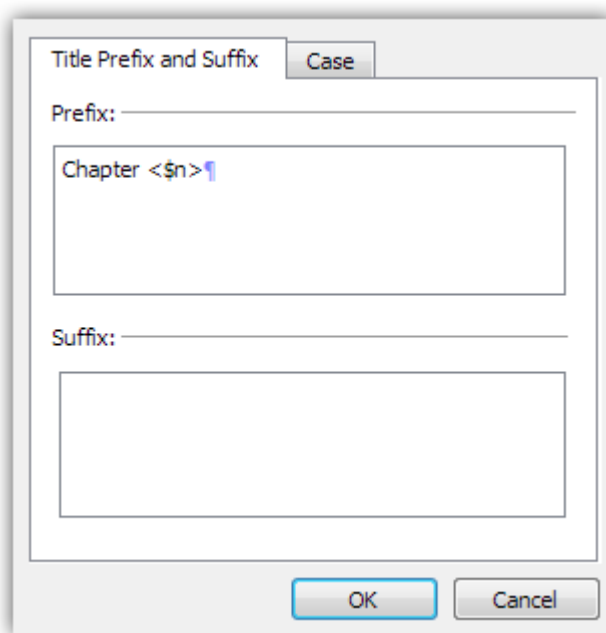 Title Prefix and Suffix
Case
Prefix:
Chapter <$n>¶
Suffix:
OK
Cancel